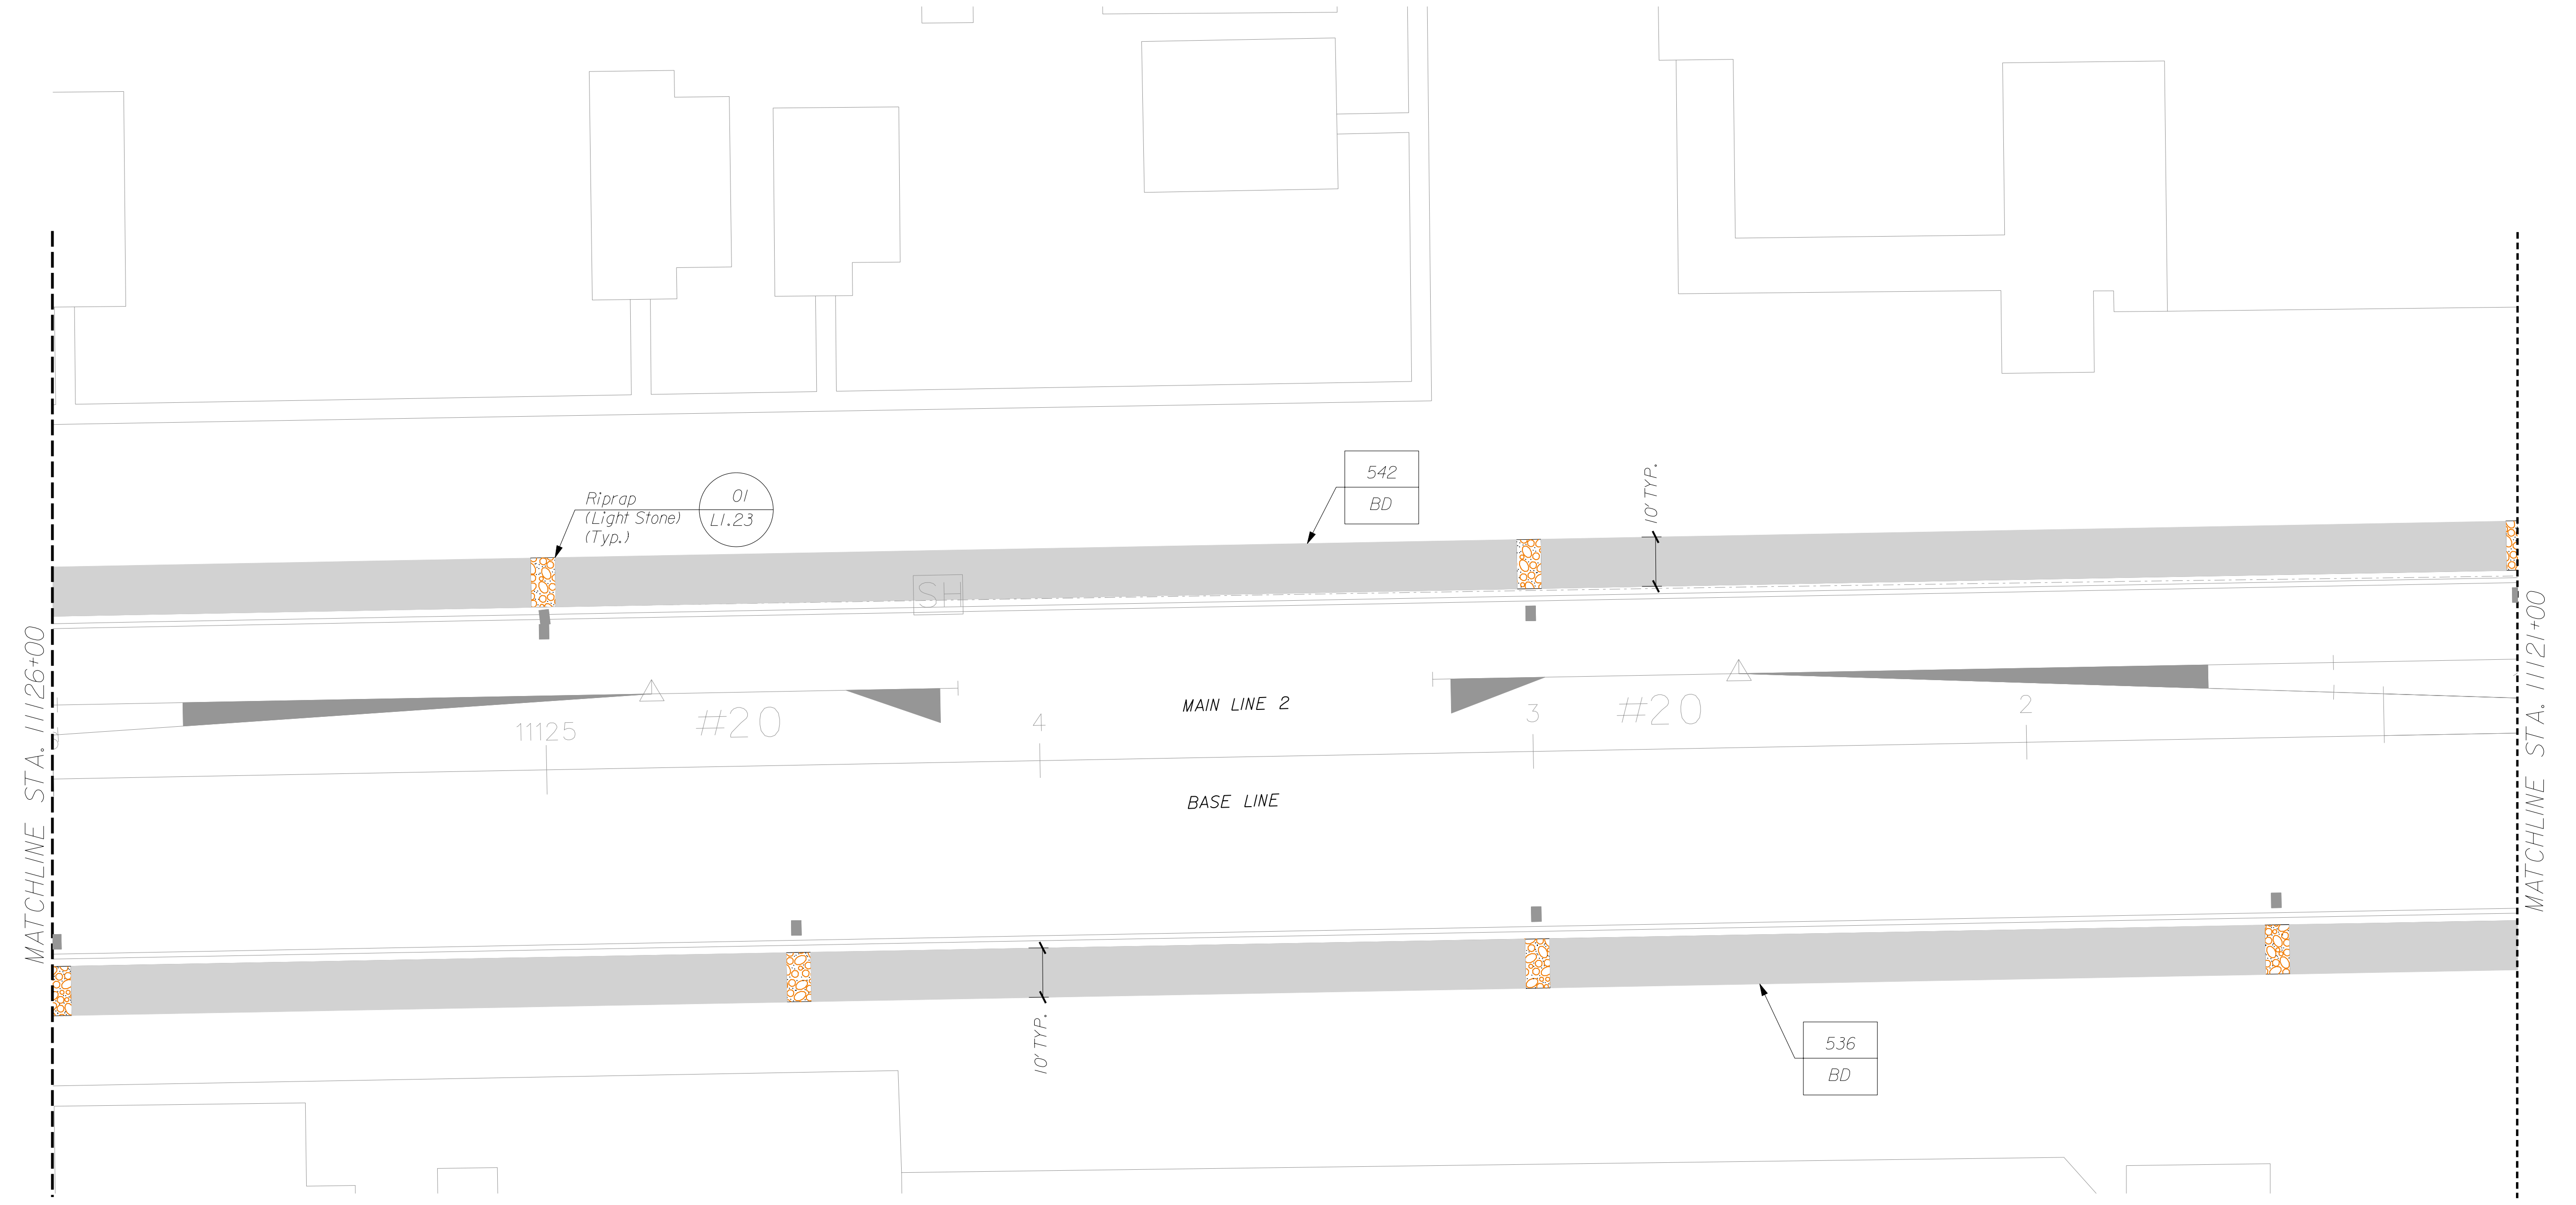 542
BD
10' TYP.
Riprap
(Light Stone)
(Typ.)
01
L1.23
SH
MATCHLINE STA. 11126+00
MATCHLINE STA. 11121+00
MAIN LINE 2
#20
#20
11125
4
3
2
BASE LINE
10' TYP.
536
BD